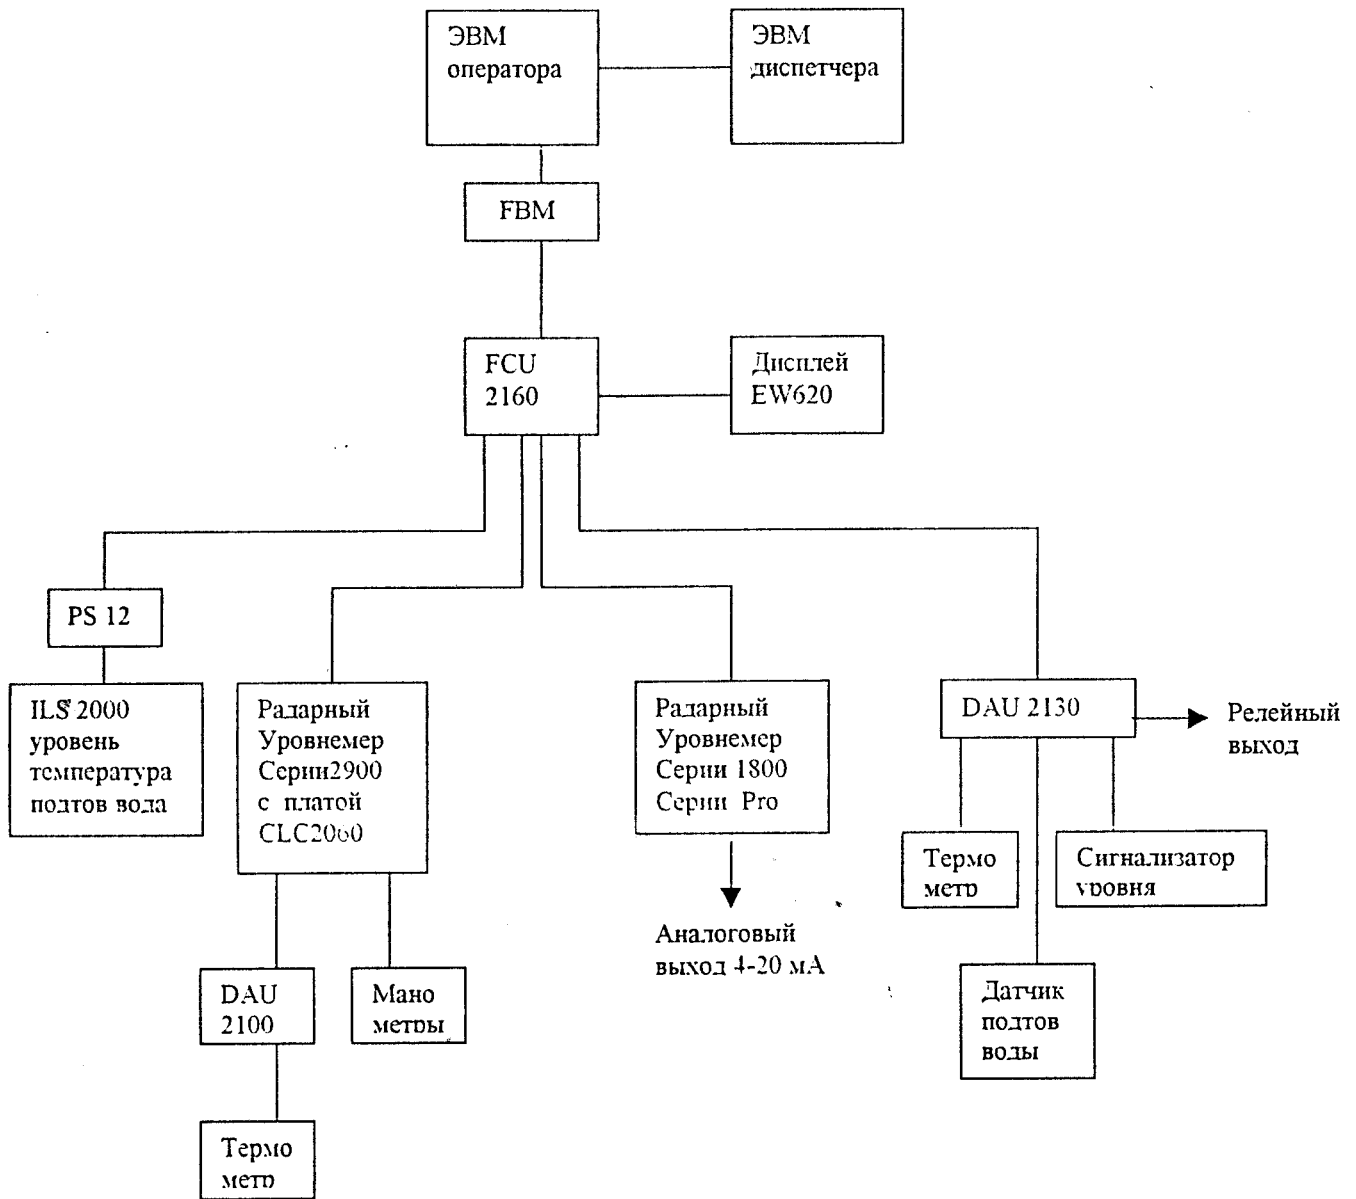 ЭВМ
оператора
ЭВМ
диспетчера
FBM
FCU
2160
Дисплей
EW620
PS 12
ILS 2000
уровень
температура
подтов вода
Радарный
Уровнемер
Серии2900
с платой
CLC2060
Радарный
Уровнемер
Серии 1800
Серии Pro
DAU 2130
Релейный
выход
Термо
метр
Сигнализатор
уровня
Аналоговый
выход 4-20 мА
DAU
2100
Мано
метры
Датчик
подтов
воды
Термо
метр